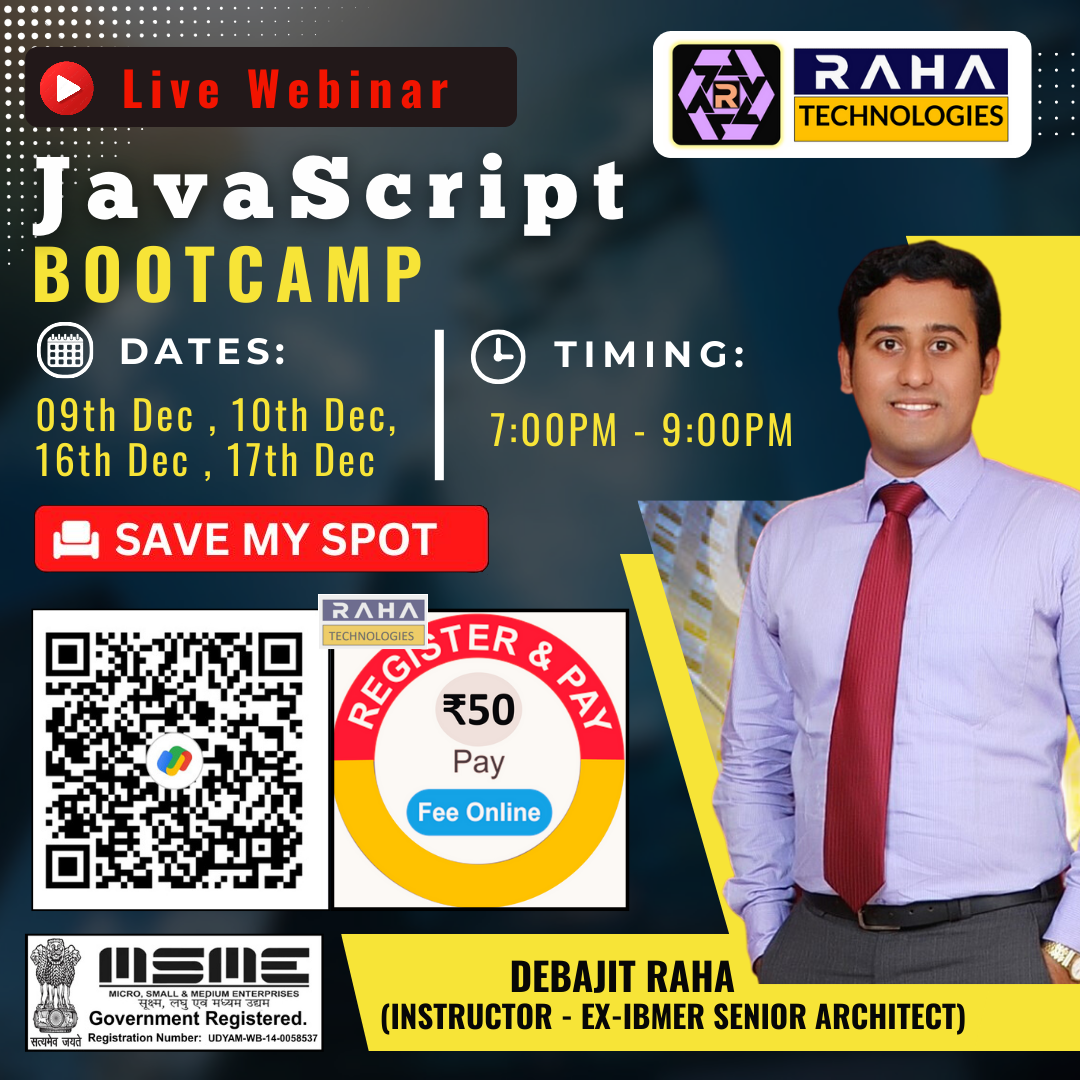 Live Webinar
RAHA
TECHNOLOGIES
R
JavaScript
BOOTCAMP
DATES:
09th Dec , 10th Dec,
16th Dec , 17th Dec
TIMING:
7:00PM - 9:00PM
SAVE MY SPOT
RAHA
TECHNOLOGIES
REGISTER & PAY
₹50
Pay
Fee Online
MSME
MICRO, SMALL & MEDIUM ENTERPRISES
सूक्ष्म, लघु एवं मध्यम उद्यम
Government Registered.
सत्यमेव जयते
Registration Number: UDYAM-WB-14-0058537
DEBAJIT RAHA
(INSTRUCTOR - EX-IBMER SENIOR ARCHITECT)